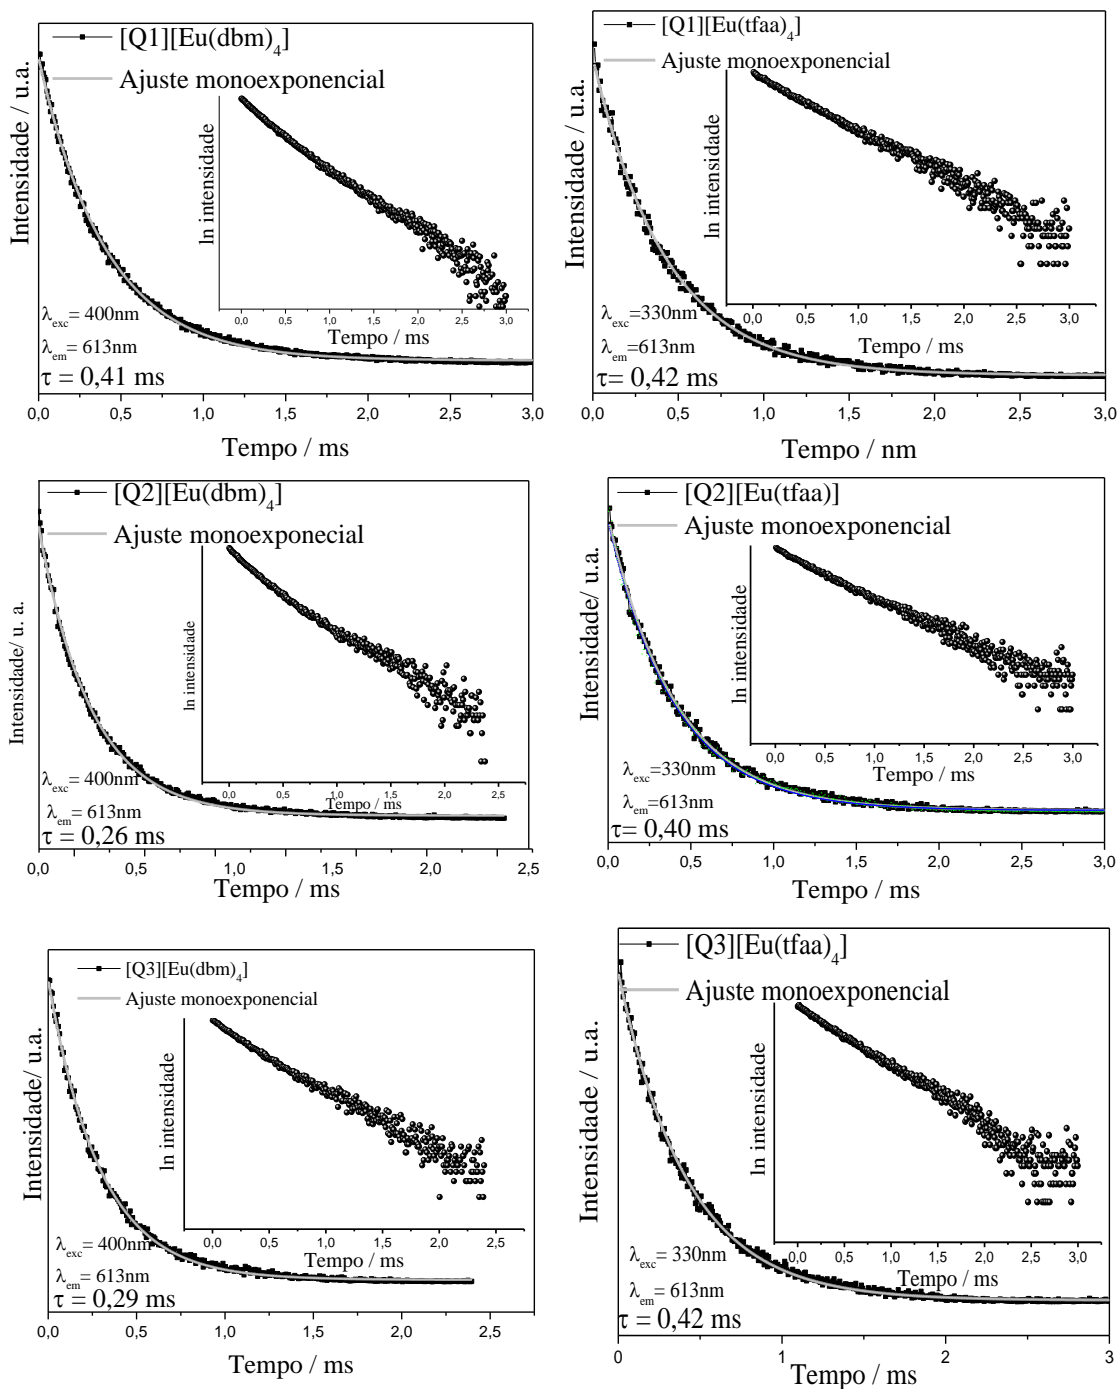 [Q1][Eu(dbm)4]
Ajuste monoexponencial
Intensidade / u.a.
ln intensidade
0,0 0,5 1,0 1,5 2,0 2,5 3,0
Tempo / ms
λexc= 400nm
λem= 613nm
τ = 0,41 ms
0,0 0,5 1,0 1,5 2,0 2,5 3,0
Tempo / ms
[Q1][Eu(tfaa)4]
Ajuste monoexponencial
Intensidade / u.a.
ln intensidade
0,0 0,5 1,0 1,5 2,0 2,5 3,0
Tempo / ms
λexc=330nm
λem=613nm
τ= 0,42 ms
0,0 0,5 1,0 1,5 2,0 2,5 3,0
Tempo / nm
[Q2][Eu(dbm)4]
Ajuste monoexponecial
Intensidade/ u. a.
ln intensidade
0,0 0,5 1,0 1,5 2,0 2,5
Tempo / ms
λexc = 400nm
λem = 613nm
τ = 0,26 ms
0,0 0,5 1,0 1,5 2,0 2,5
Tempo / ms
[Q2][Eu(tfaa)]
Ajuste monoexponencial
Intensidade/ u.a.
ln intensidade
0,0 0,5 1,0 1,5 2,0 2,5 3,0
Tempo / ms
λexc=330nm
λem=613nm
τ= 0,40 ms
0,0 0,5 1,0 1,5 2,0 2,5 3,0
Tempo / ms
[Q3][Eu(dbm)4]
Ajuste monoexponencial
Intensidade/ u.a.
ln intensidade
0,0 0,5 1,0 1,5 2,0 2,5
Tempo / ms
λexc= 400nm
λem= 613nm
τ = 0,29 ms
0,0 0,5 1,0 1,5 2,0 2,5
Tempo / ms
[Q3][Eu(tfaa)4]
Ajuste monoexponencial
Intensidade / u.a.
ln intensidade
0,0 0,5 1,0 1,5 2,0 2,5 3,0
Tempo / ms
λexc= 330nm
λem= 613nm
τ = 0,42 ms
0 1 2 3
Tempo / ms